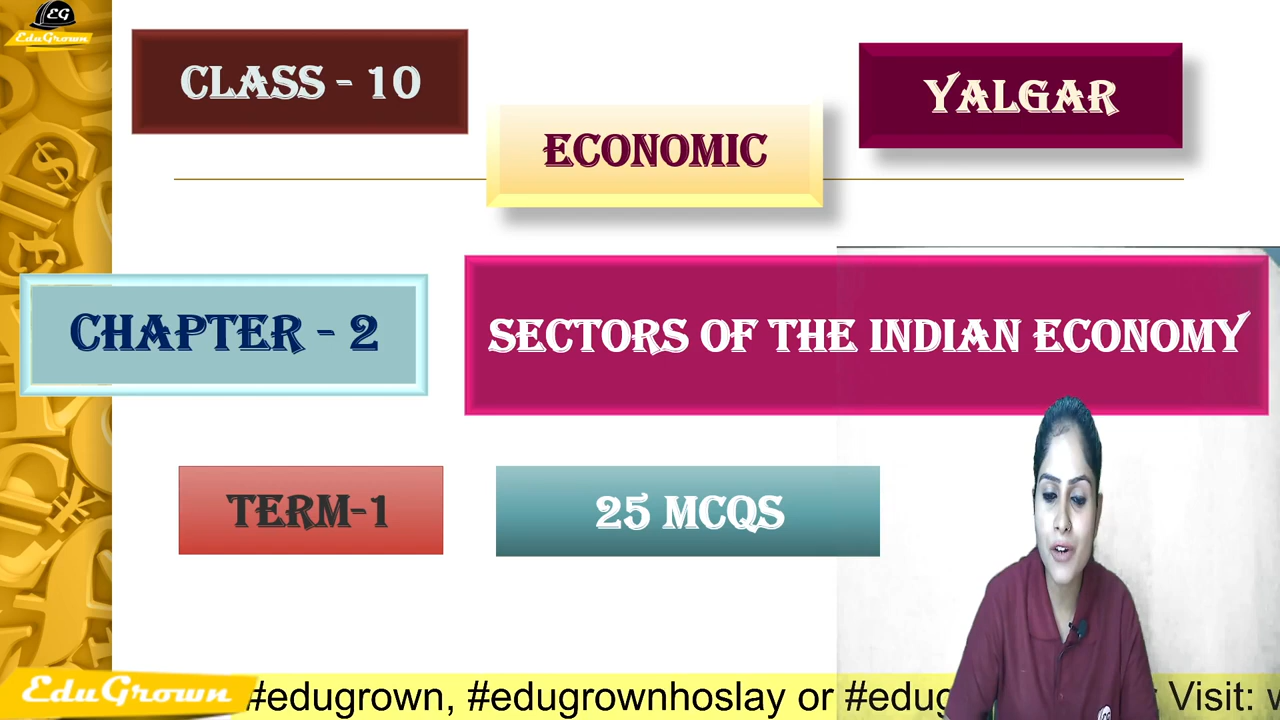 EG
EduGrown
CLASS - 10
YALGAR
ECONOMIC
CHAPTER - 2
SECTORS OF THE INDIAN ECONOMY
TERM-1
25 MCQS
EduGrown
#edugrown, #edugrownhoslay or
Visit: